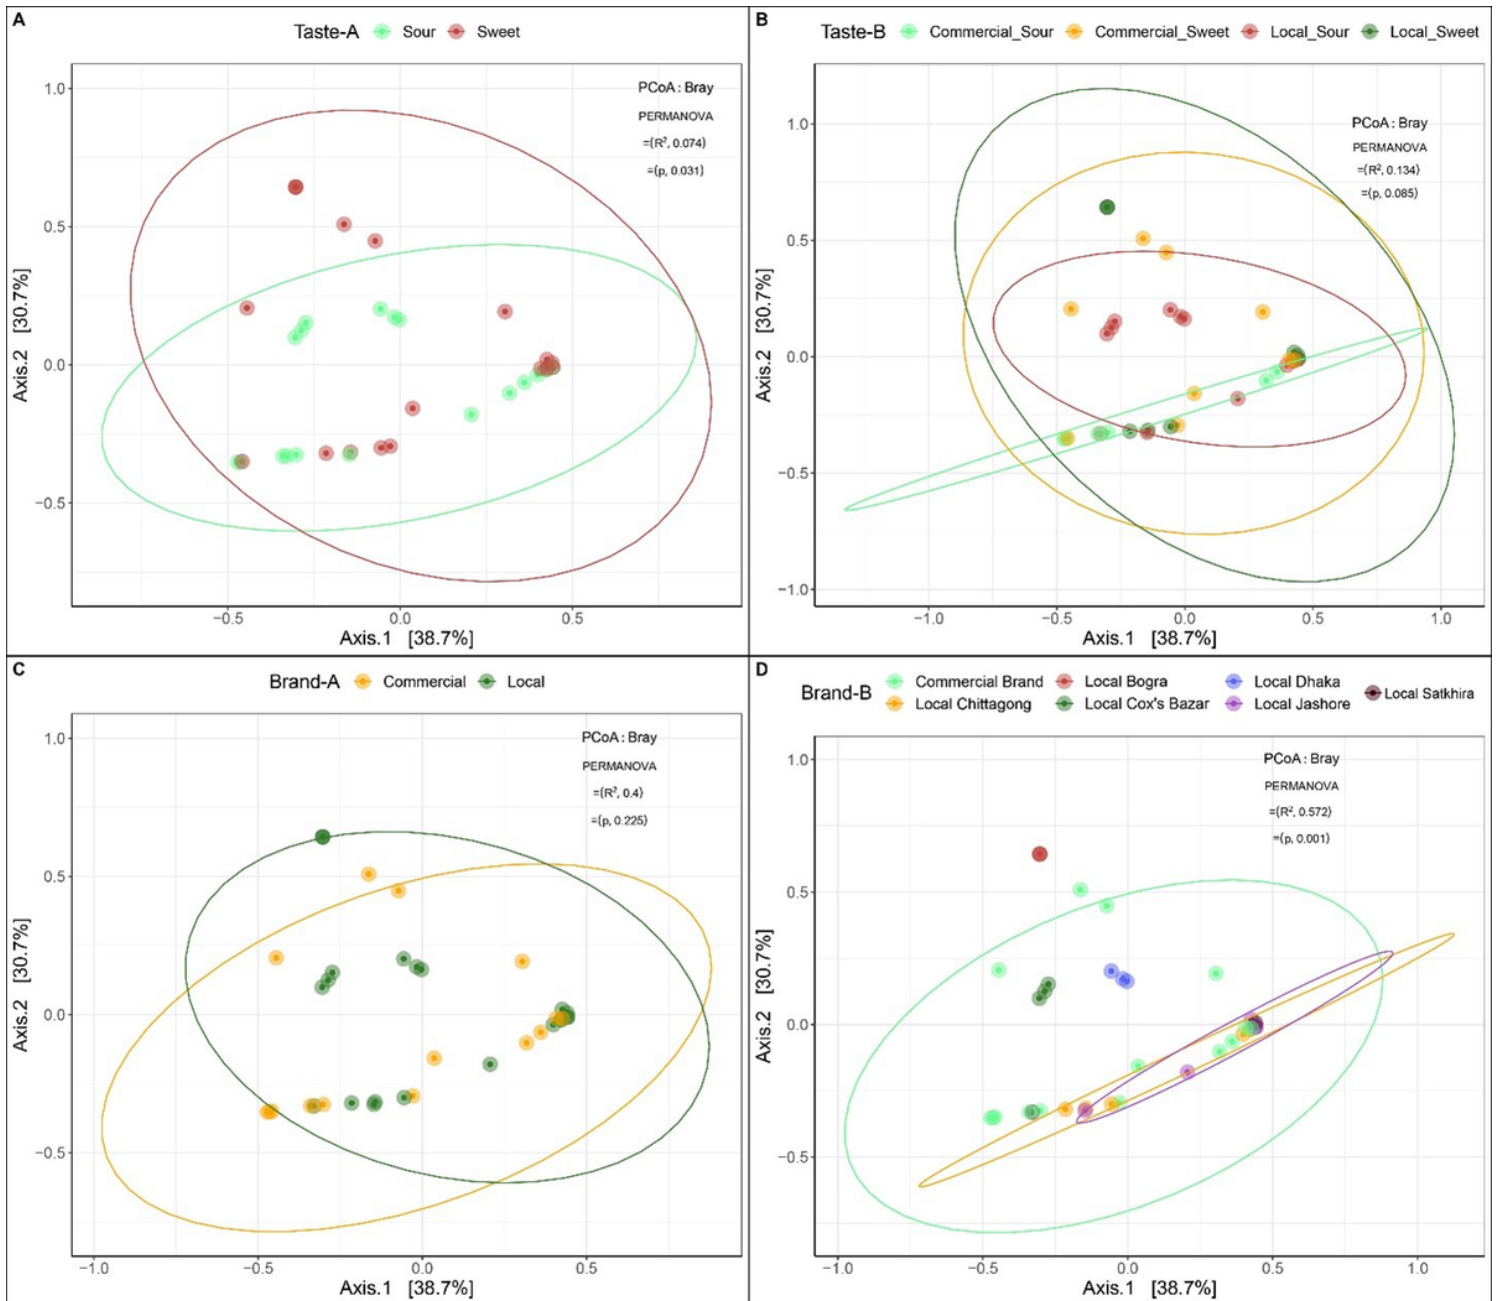 A
Taste-A Sour Sweet
PCoA : Bray
PERMANOVA
=(R², 0.074)
=(p, 0.031)
1.0
0.5
0.0
−0.5
Axis.2 [30.7%]
−0.5 0.0 0.5
Axis.1 [38.7%]
B
Taste-B Commercial_Sour Commercial_Sweet Local_Sour Local_Sweet
PCoA : Bray
PERMANOVA
=(R², 0.134)
=(p, 0.085)
1.0
0.5
0.0
−0.5
−1.0
Axis.2 [30.7%]
−1.0 −0.5 0.0 0.5 1.0
Axis.1 [38.7%]
C
Brand-A Commercial Local
PCoA : Bray
PERMANOVA
=(R², 0.4)
=(p, 0.225)
1.0
0.5
0.0
−0.5
Axis.2 [30.7%]
−1.0 −0.5 0.0 0.5
Axis.1 [38.7%]
D
Brand-B
Commercial Brand Local Bogra Local Dhaka Local Satkhira
Local Chittagong Local Cox's Bazar Local Jashore
PCoA : Bray
PERMANOVA
=(R², 0.572)
=(p, 0.001)
1.0
0.5
0.0
−0.5
Axis.2 [30.7%]
−1.0 −0.5 0.0 0.5 1.0
Axis.1 [38.7%]